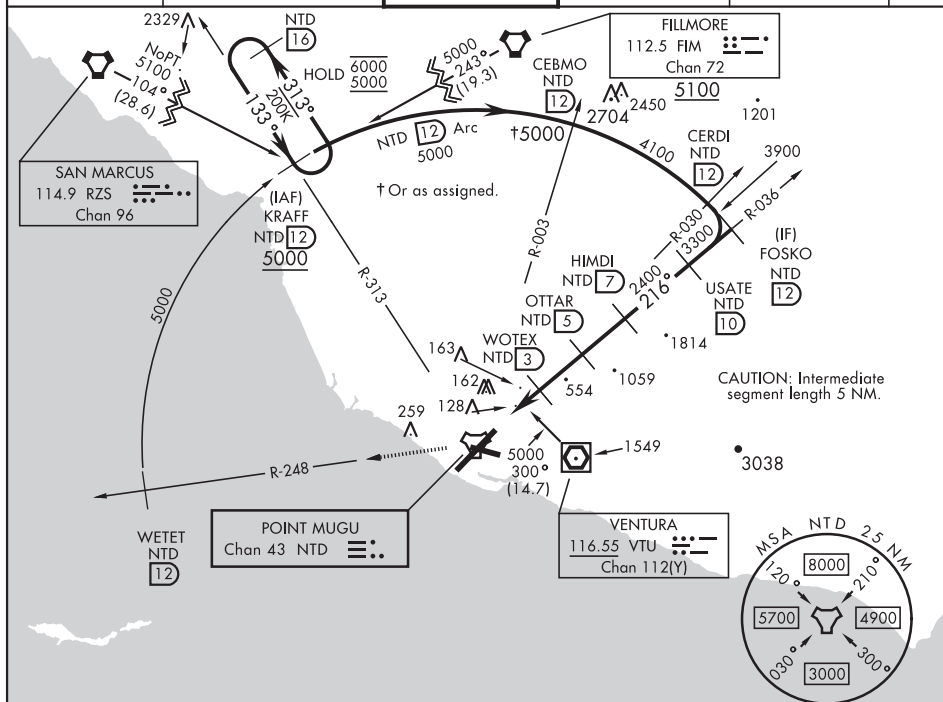 2329
NTD
16
NoPT
5100
104°
(28.6)
HOLD
5000
5000
313°
200K
133°
5000
243°
(19.3)
FILLMORE
112.5 FIM
Chan 72
5100
CEBMO
NTD
12
2704
2450
1201
NTD 12 Arc
5000
†5000
4100
CERDI
NTD
12
3900
SAN MARCUS
114.9 RZS
Chan 96
† Or as assigned.
(IAF)
KRAFF
NTD 12
5000
R-030
R-036
3300
R-003
(IF)
FOSKO
NTD
12
HIMDI
NTD 7
2400
216°
USATE
NTD
10
R-313
5000
OTTAR
NTD 5
WOTEX
NTD 3
1814
163
162
128
554
1059
CAUTION: Intermediate
segment length 5 NM.
259
R-248
5000
300°
(14.7)
1549
3038
WETET
NTD
12
POINT MUGU
Chan 43 NTD
VENTURA
116.55 VTU
Chan 112(Y)
MSA NTD 25 NM
120°
8000
210°
5700
4900
030°
3000
300°